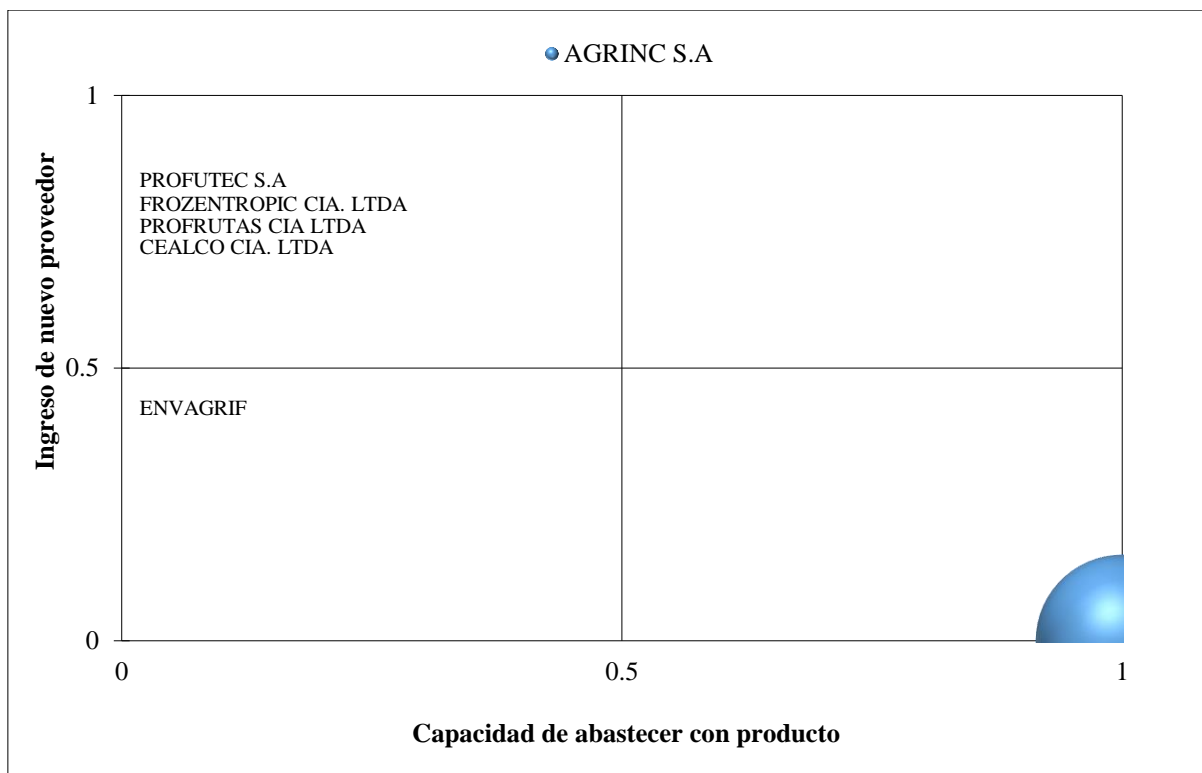 AGRINC S.A
1
PROFUTEC S.A
FROZENTROPIC CIA. LTDA
PROFRUTAS CIA LTDA
CEALCO CIA. LTDA
Ingreso de nuevo proveedor
0.5
ENVAGRIF
0
0
0.5
1
Capacidad de abastecer con producto